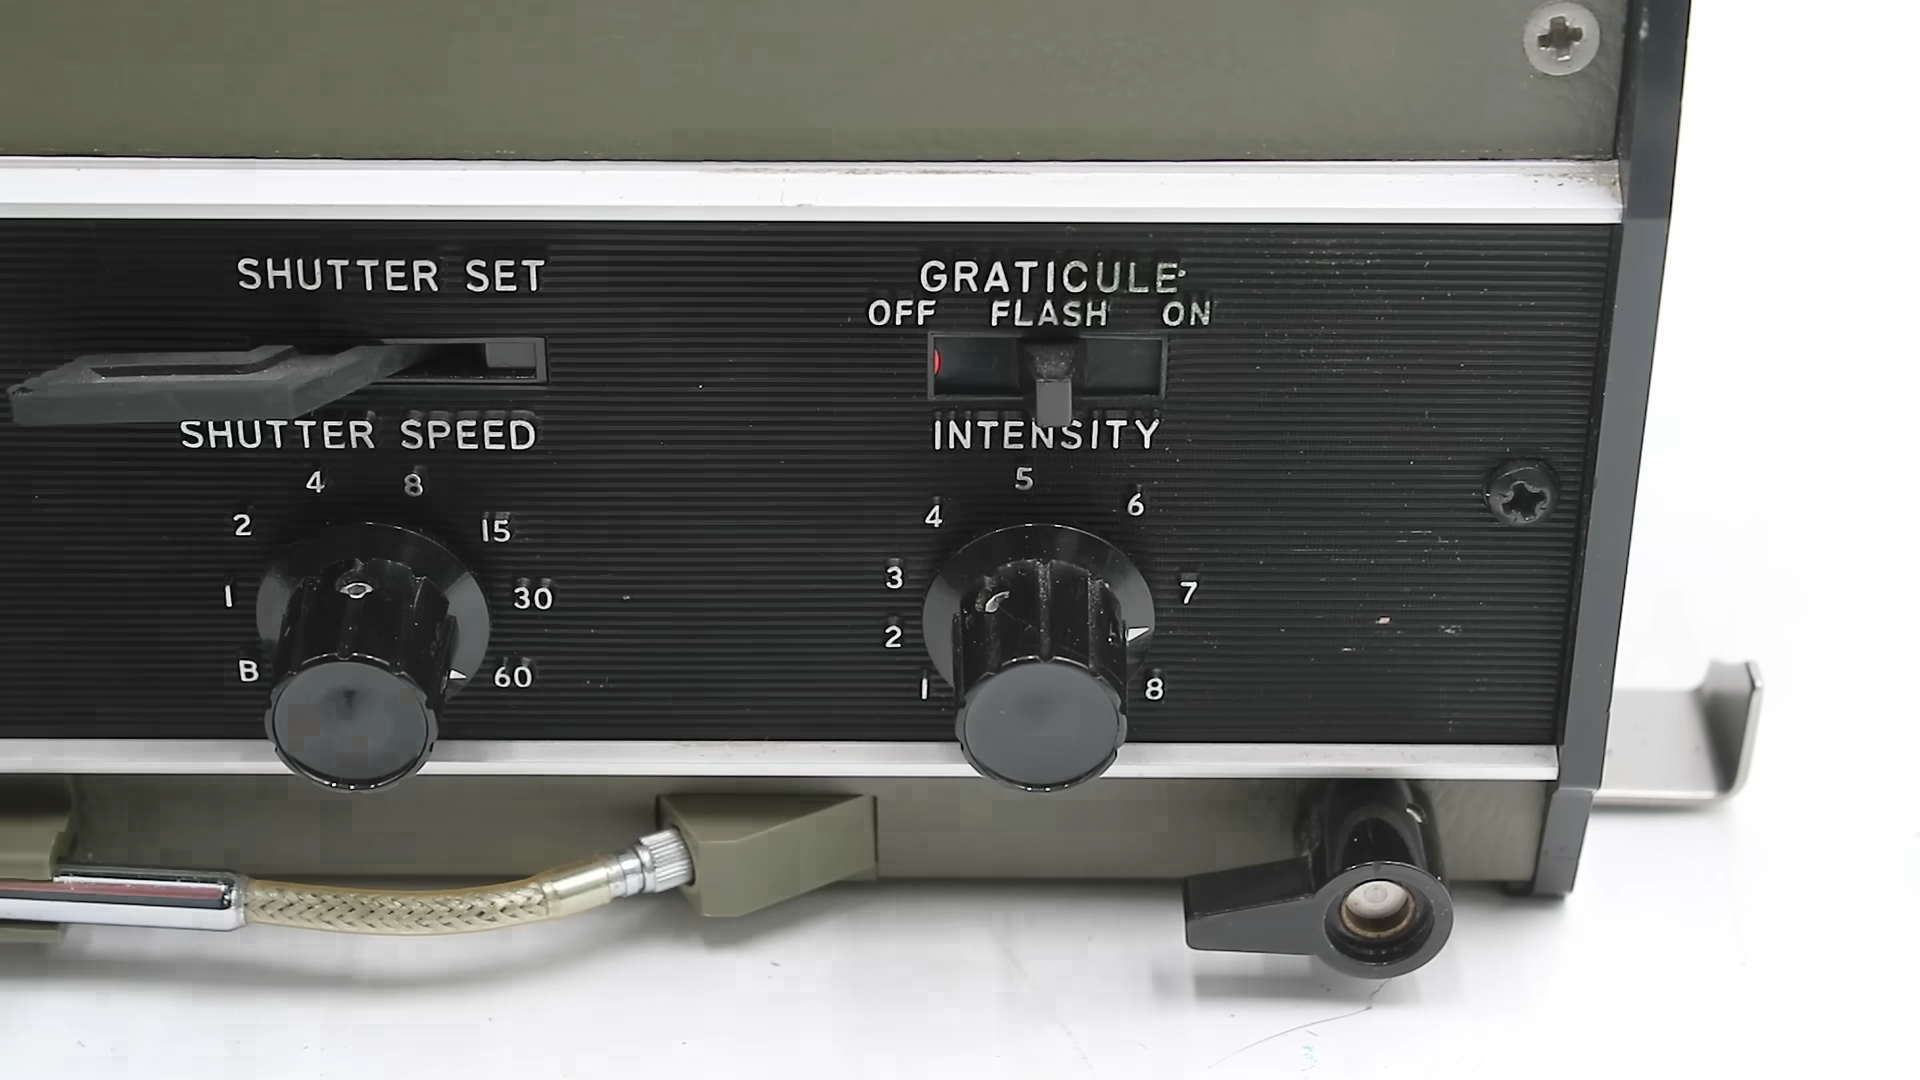 SHUTTER SET
SHUTTER SPEED
B 1 2 4 8 15 30 60
GRATICULE
OFF FLASH ON
INTENSITY
1 2 3 4 5 6 7 8